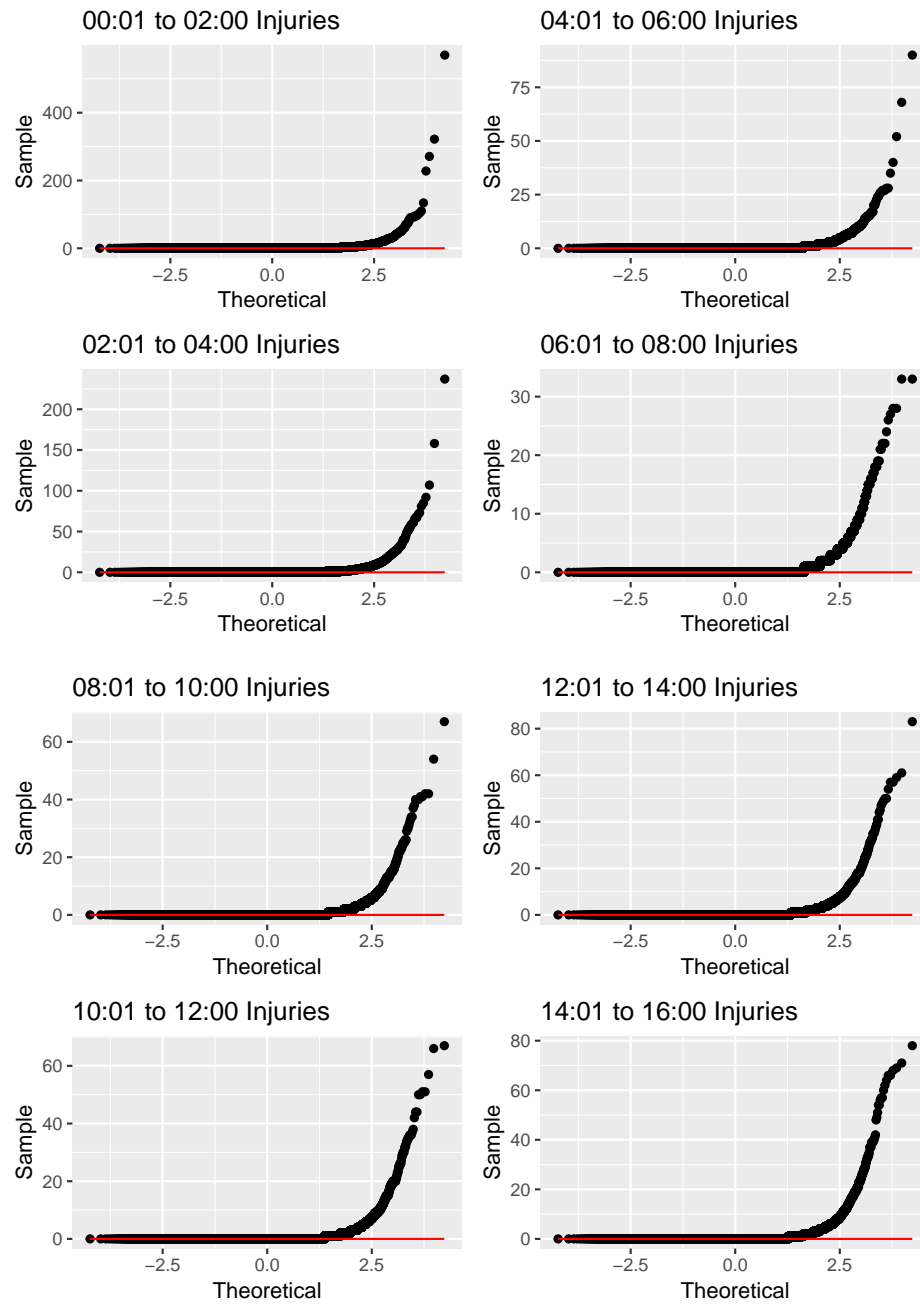 00:01 to 02:00 Injuries
400
200
0
Sample
−2.5 0.0 2.5
Theoretical
04:01 to 06:00 Injuries
75
50
25
0
Sample
−2.5 0.0 2.5
Theoretical
02:01 to 04:00 Injuries
200
150
100
50
0
Sample
−2.5 0.0 2.5
Theoretical
06:01 to 08:00 Injuries
30
20
10
0
Sample
−2.5 0.0 2.5
Theoretical
08:01 to 10:00 Injuries
60
40
20
0
Sample
−2.5 0.0 2.5
Theoretical
12:01 to 14:00 Injuries
80
60
40
20
0
Sample
−2.5 0.0 2.5
Theoretical
10:01 to 12:00 Injuries
60
40
20
0
Sample
−2.5 0.0 2.5
Theoretical
14:01 to 16:00 Injuries
80
60
40
20
0
Sample
−2.5 0.0 2.5
Theoretical